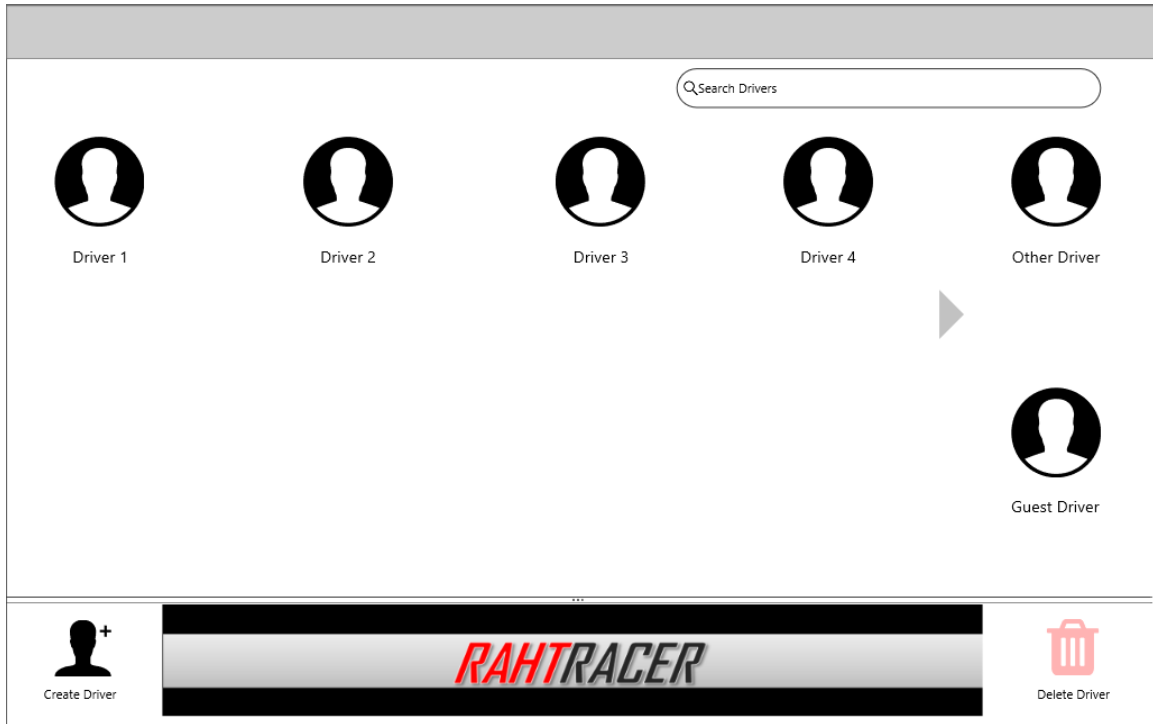 Search Drivers
Driver 1
Driver 2
Driver 3
Driver 4
Other Driver
Guest Driver
...
Create Driver
RAHTRACER
Delete Driver